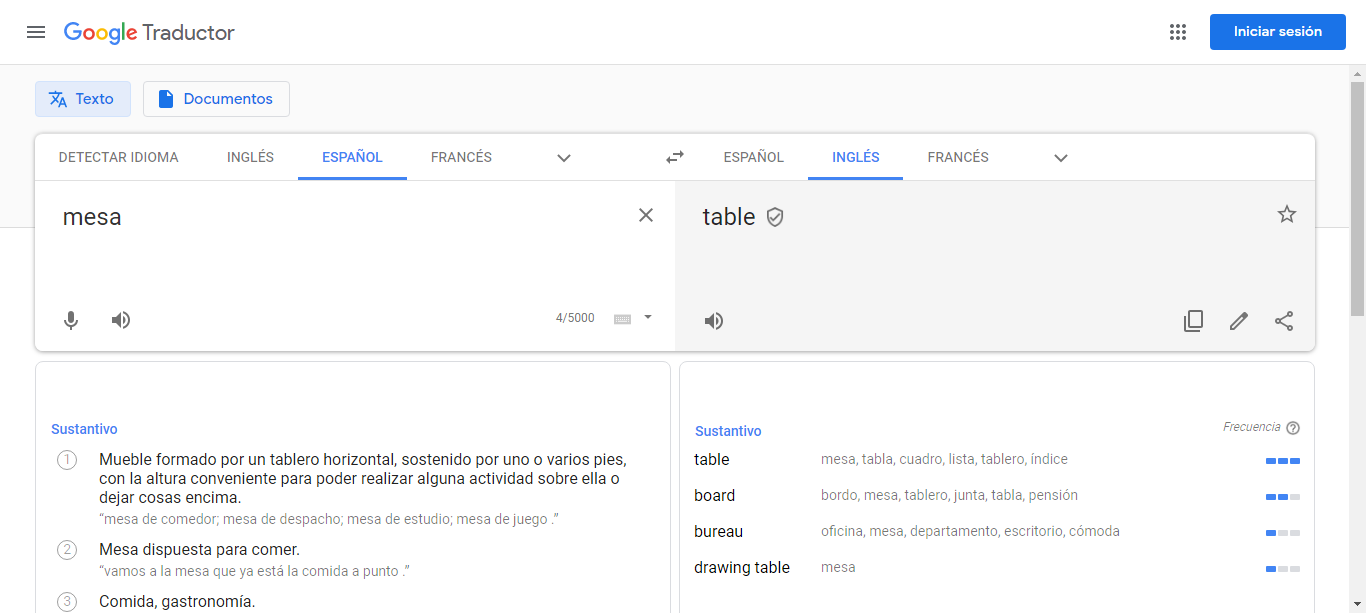 Google Traductor
Iniciar sesión
Texto
Documentos
DETECTAR IDIOMA INGLÉS ESPAÑOL FRANCÉS
ESPAÑOL INGLÉS FRANCÉS
mesa
table
4/5000
Sustantivo
1 Mueble formado por un tablero horizontal, sostenido por uno o varios pies,
con la altura conveniente para poder realizar alguna actividad sobre ella o
dejar cosas encima.
“mesa de comedor; mesa de despacho; mesa de estudio; mesa de juego .”
2 Mesa dispuesta para comer.
“vamos a la mesa que ya está la comida a punto .”
3 Comida, gastronomía.
Sustantivo
Frecuencia ?
table mesa, tabla, cuadro, lista, tablero, índice
board bordo, mesa, tablero, junta, tabla, pensión
bureau oficina, mesa, departamento, escritorio, cómoda
drawing table mesa